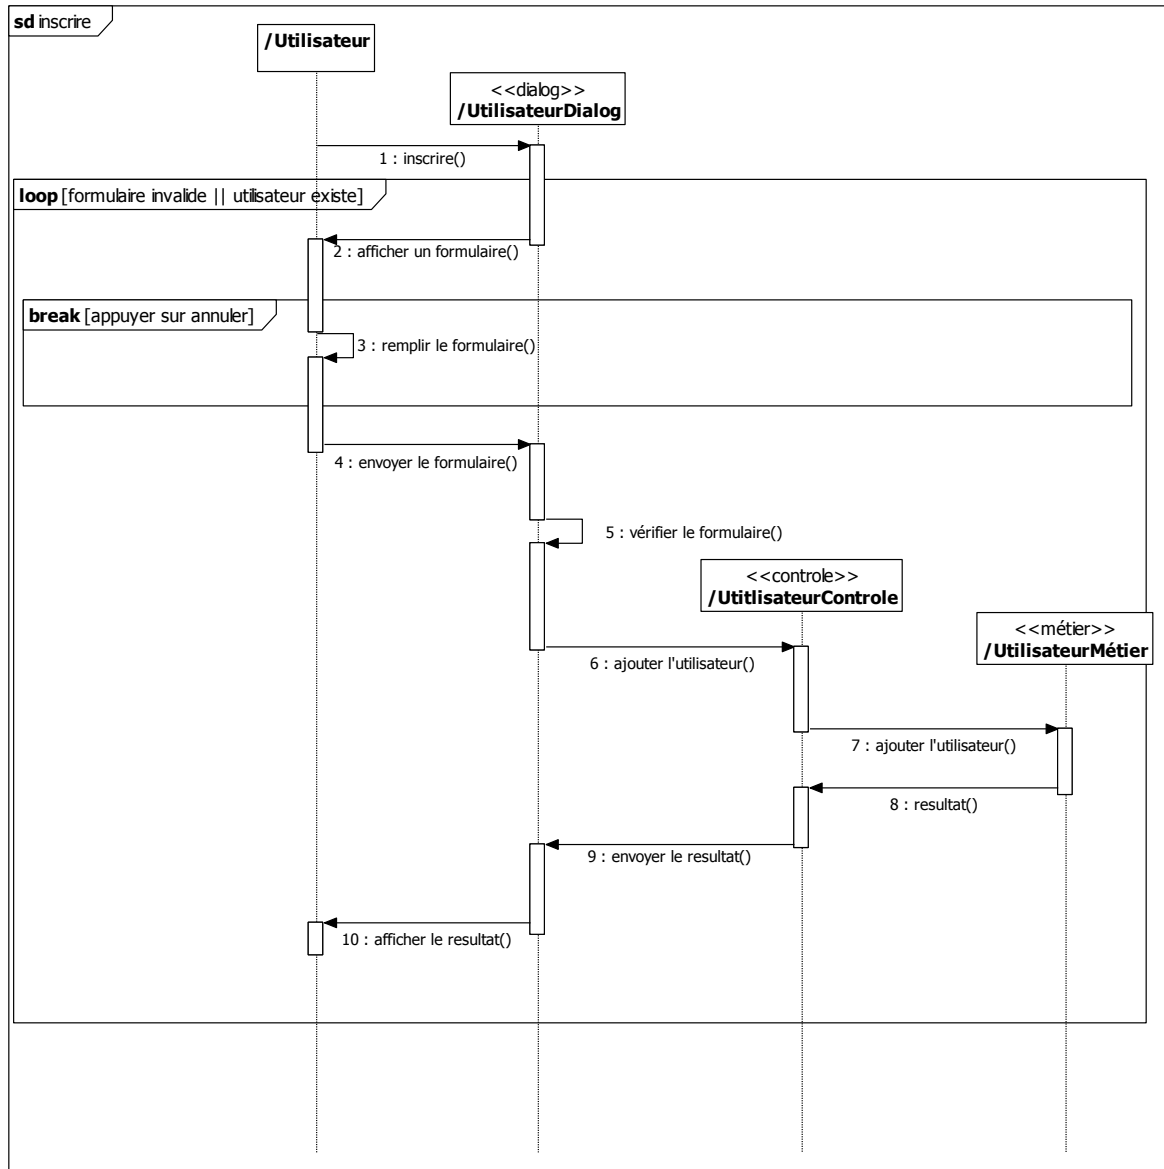 sd inscrire
/Utilisateur
<<dialog>>
/UtilisateurDialog
1 : inscrire()
loop [formulaire invalide || utilisateur existe]
2 : afficher un formulaire()
break [appuyer sur annuler]
3 : remplir le formulaire()
4 : envoyer le formulaire()
5 : vérifier le formulaire()
<<controle>>
/UtitlisateurControle
<<métier>>
/UtilisateurMétier
6 : ajouter l'utilisateur()
7 : ajouter l'utilisateur()
8 : resultat()
9 : envoyer le resultat()
10 : afficher le resultat()